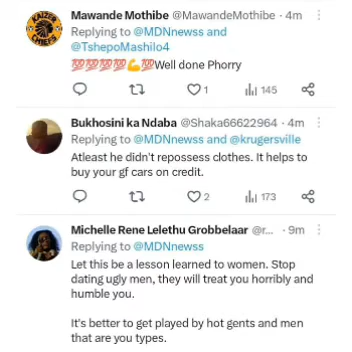 Mawande Mothibe @MawandeMothibe · 4m
Replying to @MDNnewss and
@TshepoMashilo4
💯💯💯💯💪💯Well done Phorry
1 145
Bukhosini ka Ndaba @Shaka66622964 · 4m
Replying to @MDNnewss and @krugersville
Atleast he didn't repossess clothes. It helps to
buy your gf cars on credit.
2 173
Michelle Rene Lelethu Grobbelaar @r... · 9m
Replying to @MDNnewss
Let this be a lesson learned to women. Stop
dating ugly men, they will treat you horribly and
humble you.
It's better to get played by hot gents and men
that are you types.